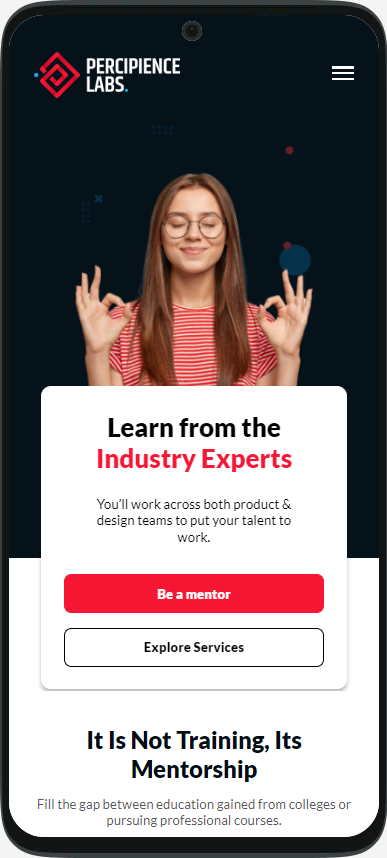 PERCIPIENCE
LABS.
Learn from the
Industry Experts
You'll work across both product &
design teams to put your talent to
work.
Be a mentor
Explore Services
It Is Not Training, Its
Mentorship
Fill the gap between education gained from colleges or
pursuing professional courses.